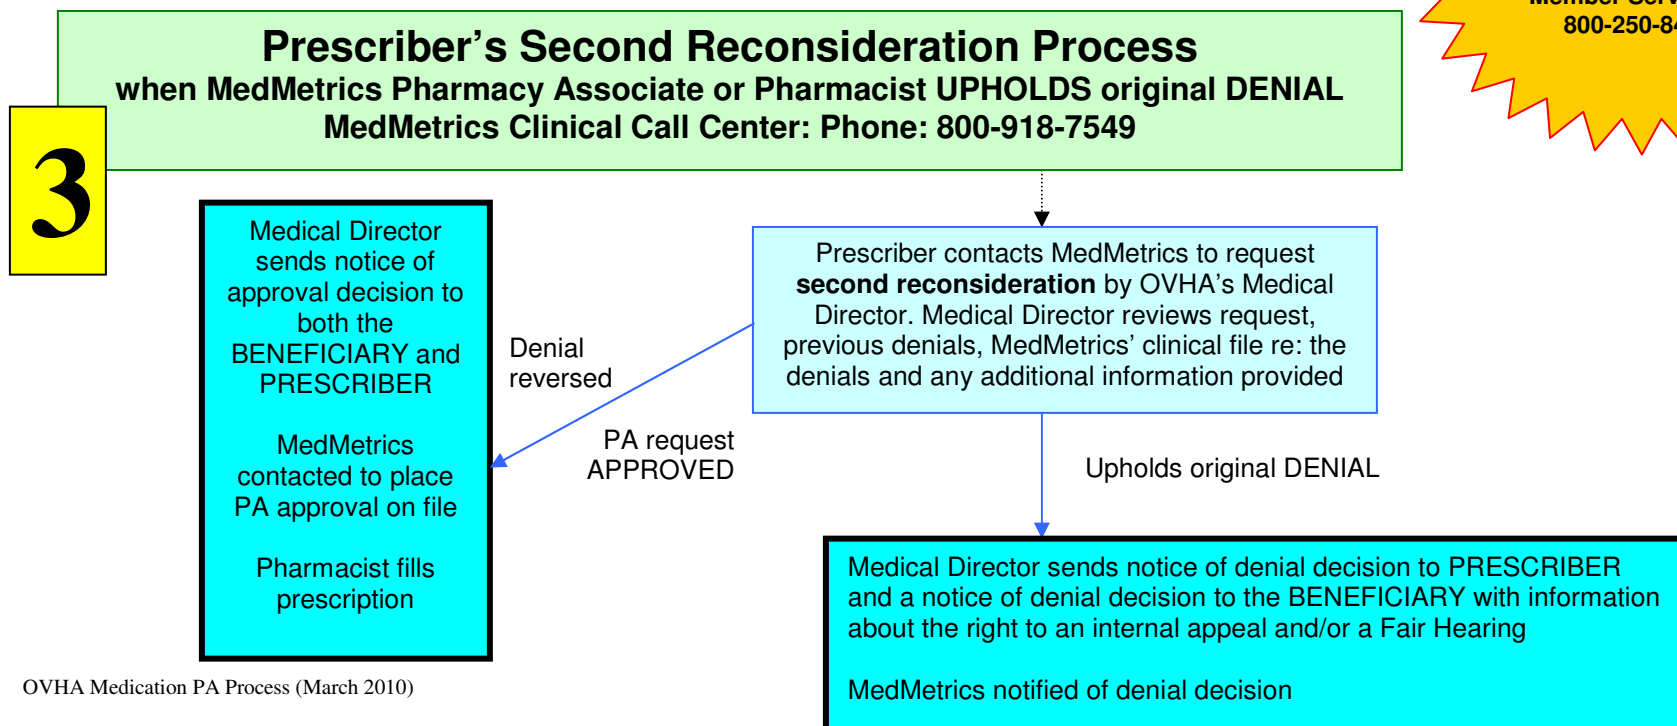 Member Serv
800-250-84
Prescriber's Second Reconsideration Process
when MedMetrics Pharmacy Associate or Pharmacist UPHOLDS original DENIAL
MedMetrics Clinical Call Center: Phone: 800-918-7549
3
Medical Director
sends notice of
approval decision to
both the
BENEFICIARY and
PRESCRIBER
MedMetrics
contacted to place
PA approval on file
Pharmacist fills
prescription
Denial
reversed
PA request
APPROVED
Prescriber contacts MedMetrics to request
second reconsideration by OVHA's Medical
Director. Medical Director reviews request,
previous denials, MedMetrics' clinical file re: the
denials and any additional information provided
Upholds original DENIAL
Medical Director sends notice of denial decision to PRESCRIBER
and a notice of denial decision to the BENEFICIARY with information
about the right to an internal appeal and/or a Fair Hearing
MedMetrics notified of denial decision
OVHA Medication PA Process (March 2010)